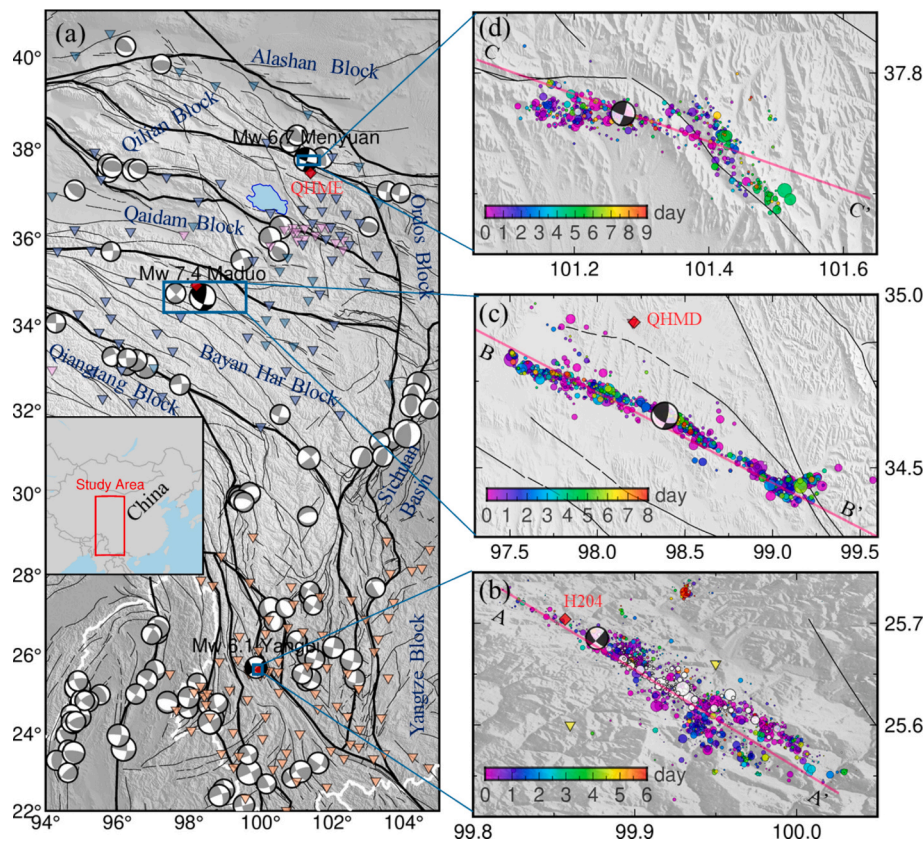 (a)
40°
38°
36°
34°
32°
30°
28°
26°
24°
22°
94°
96°
98°
100°
102°
104°
Alashan Block
Qilian Block
Mw 6.7 Menyuan
QHME
Qaidam Block
Ordos Block
Mw 7.4 Maduo
Bayan Har Block
Qiangtang Block
Sichuan
Basin
Study Area
China
Mw 6.1 Yangbi
Yangtze Block
(d)
C
C'
37.8
0 1 2 3 4 5 6 7 8 9 day
101.2
101.4
101.6
(c)
QHMD
B
B'
35.0
34.5
0 1 2 3 4 5 6 7 8 day
97.5
98.0
98.5
99.0
99.5
(b)
H204
A
A'
25.7
25.6
0 1 2 3 4 5 6 day
99.8
99.9
100.0